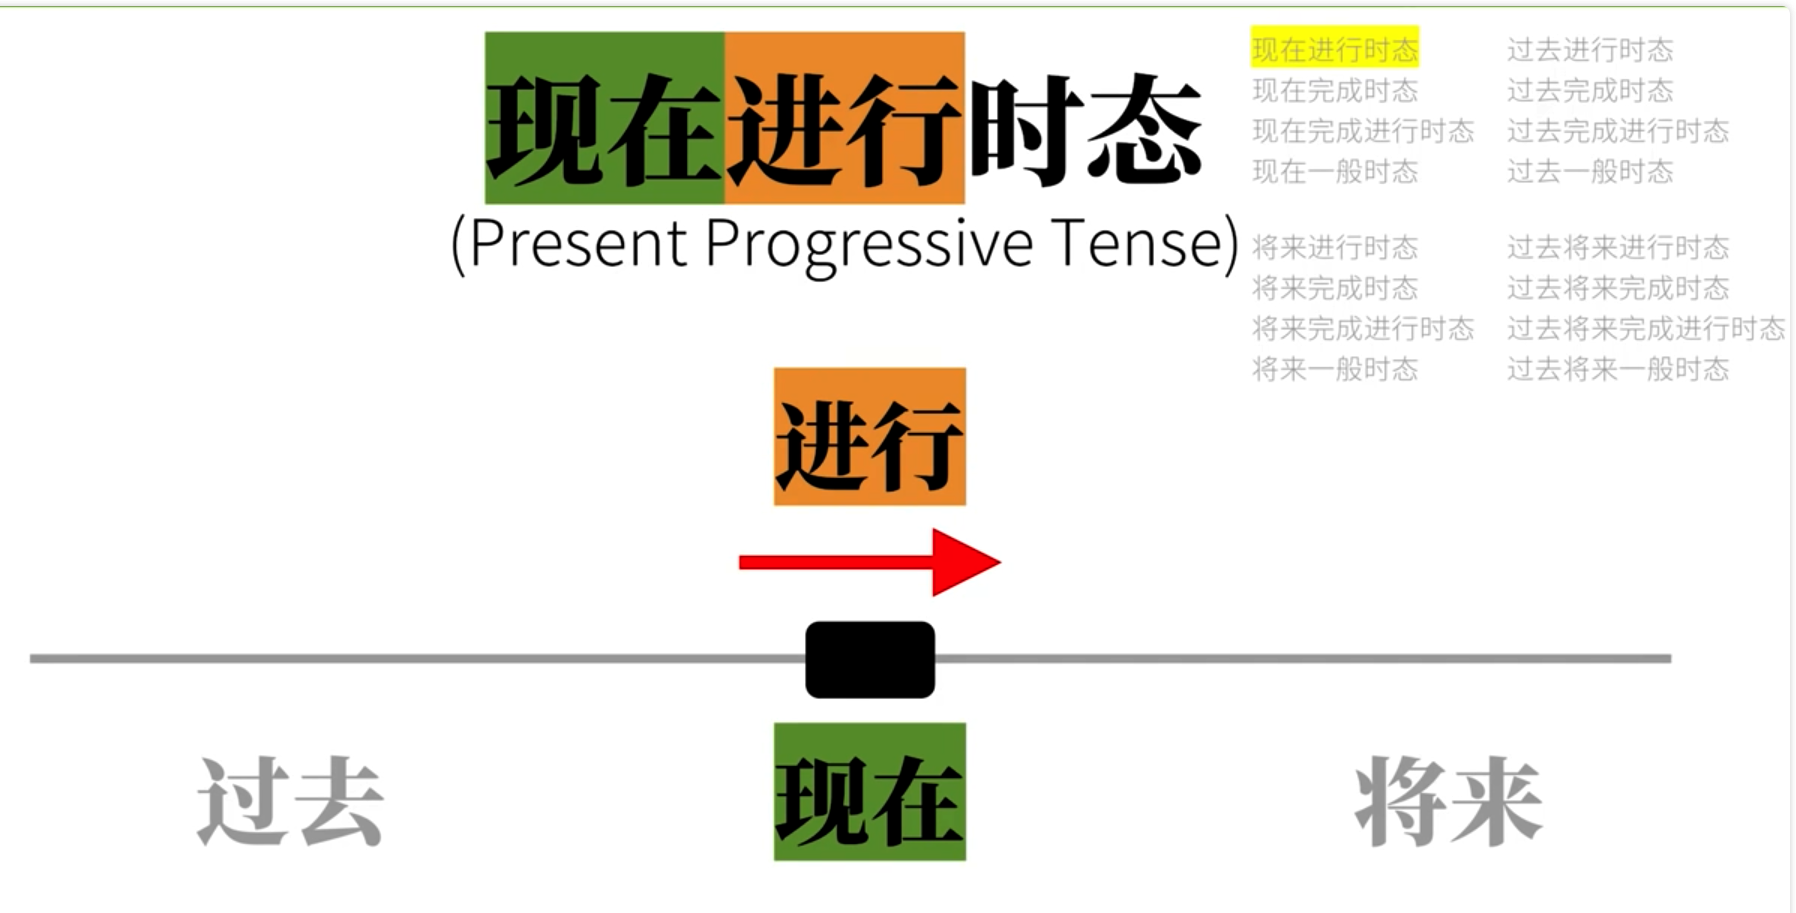 现在进行时态
(Present Progressive Tense)
现在进行时态 过去进行时态
现在完成时态 过去完成时态
现在完成进行时态 过去完成进行时态
现在一般时态 过去一般时态
将来进行时态 过去将来进行时态
将来完成时态 过去将来完成时态
将来完成进行时态 过去将来完成进行时态
将来一般时态 过去将来一般时态
进行
过去 现在 将来